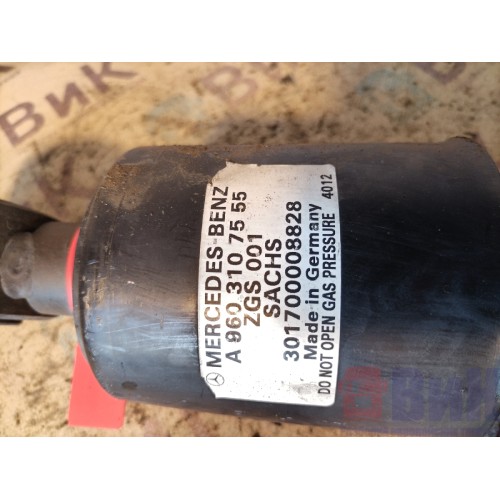 MERCEDES-BENZ
A 960 310 75 55
ZGS 001
SACHS
301700008828
Made in Germany
DO NOT OPEN GAS PRESSURE 4012
ВиК
ВиК